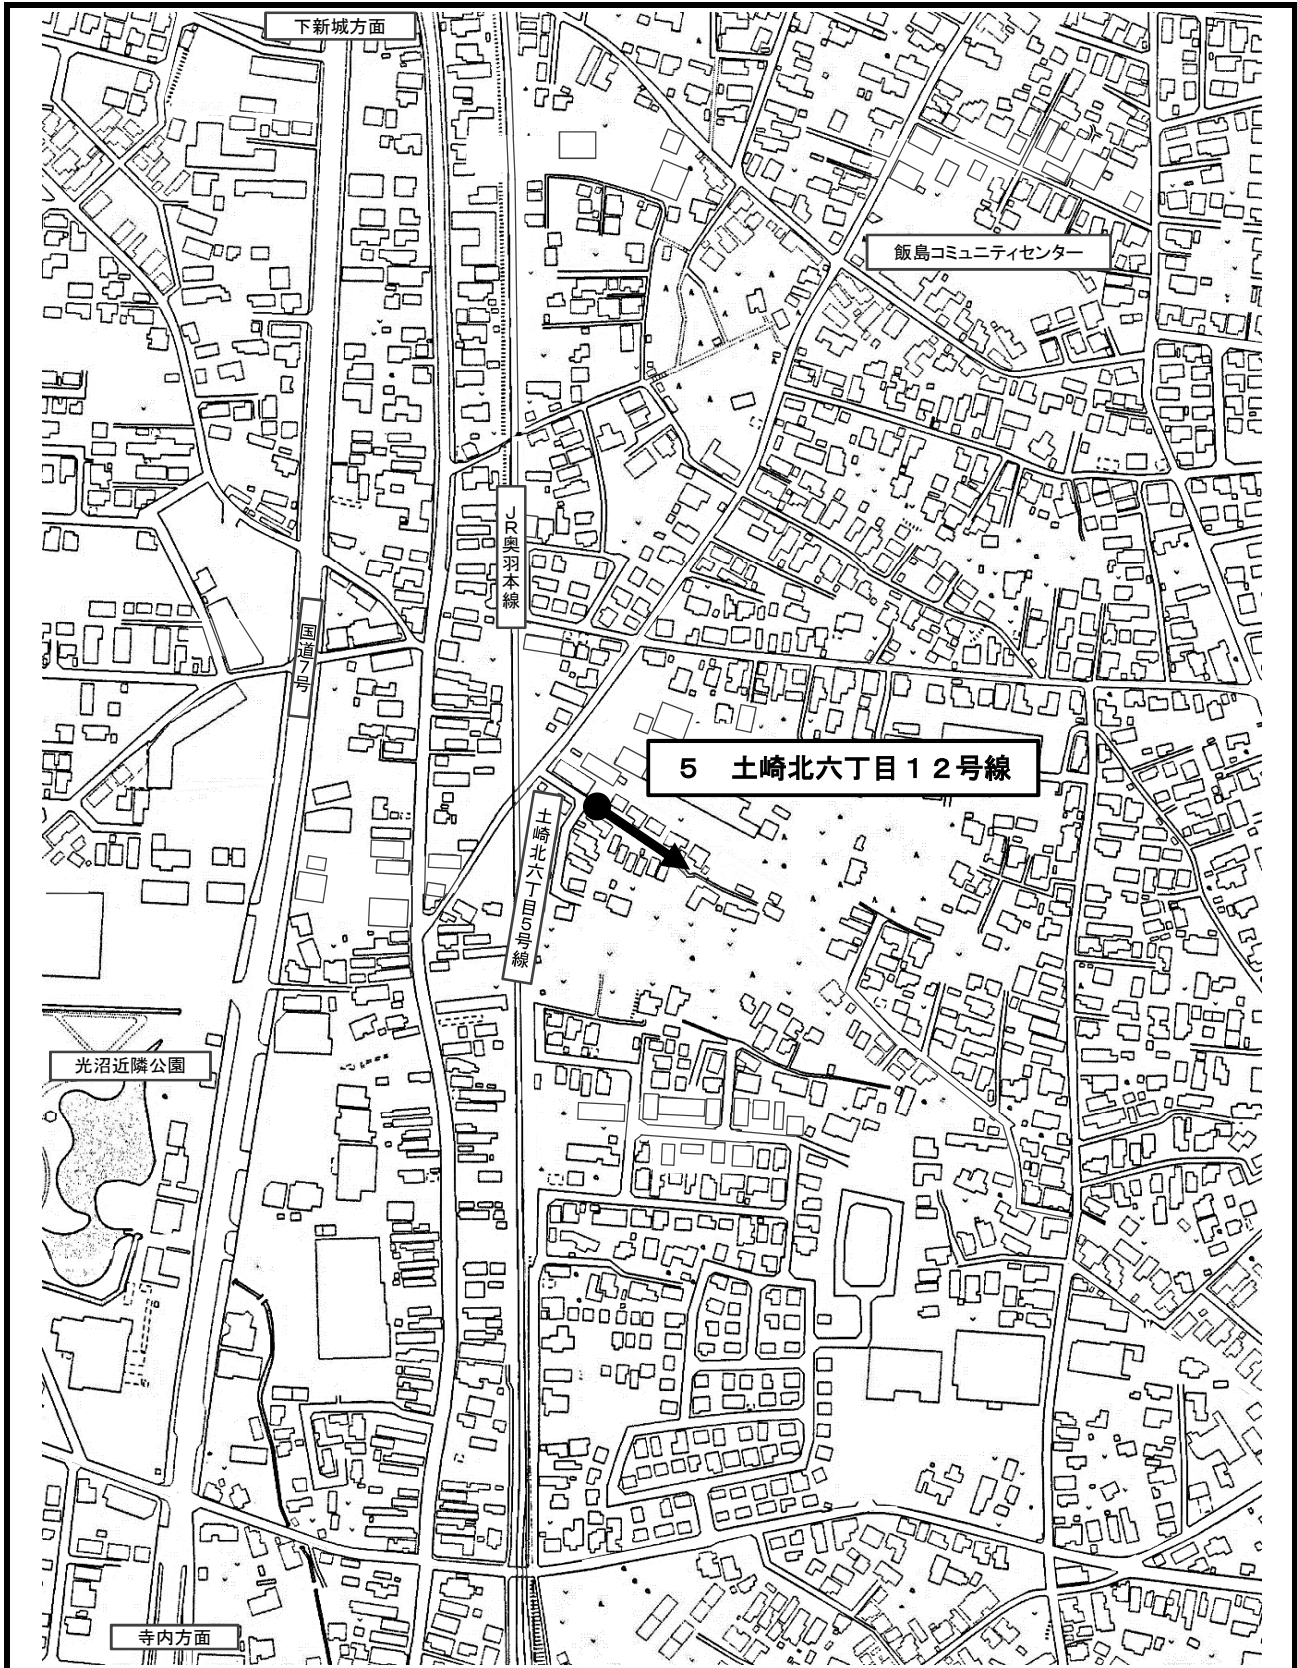 下新城方面
飯島コミュニティセンター
JR奥羽本線
国道7号
5　土崎北六丁目12号線
土崎北六丁目5号線
光沼近隣公園
寺内方面